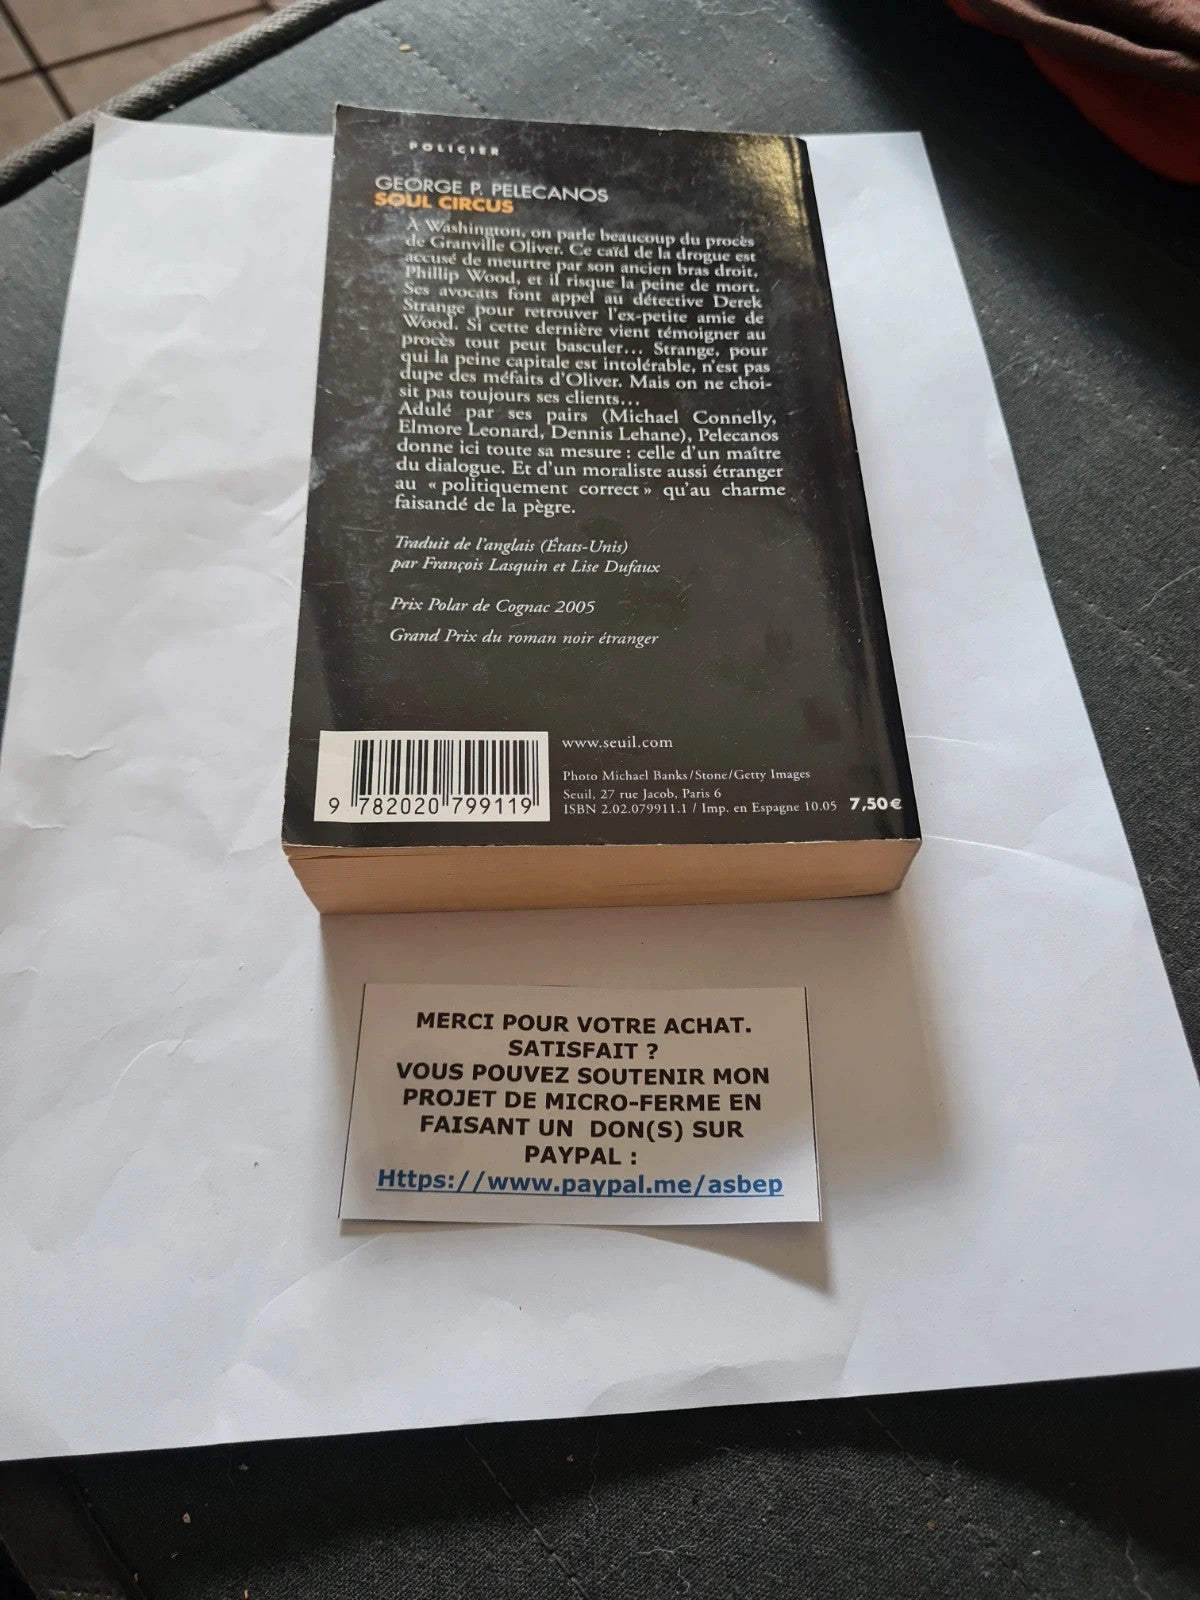 POLICIER
GEORGE P. PELECANOS
SOUL CIRCUS
À Washington, on parle beaucoup du procès
de Granville Oliver. Ce caïd de la drogue est
accusé de meurtre par son ancien bras droit,
Phillip Wood, et il risque la peine de mort.
Ses avocats font appel au détective Derek
Strange pour retrouver l'ex-petite amie de
Wood. Si cette dernière vient témoigner au
procès tout peut basculer… Strange, pour
qui la peine capitale est intolérable, n'est pas
dupe des méfaits d'Oliver. Mais on ne choi-
sit pas toujours ses clients…
Adulé par ses pairs (Michael Connelly,
Elmore Leonard, Dennis Lehane), Pelecanos
donne ici toute sa mesure : celle d'un maître
du dialogue. Et d'un moraliste aussi étranger
au « politiquement correct » qu'au charme
faisandé de la pègre.
Traduit de l'anglais (États-Unis)
par François Lasquin et Lise Dufaux
Prix Polar de Cognac 2005
Grand Prix du roman noir étranger
www.seuil.com
Photo Michael Banks/Stone/Getty Images
Seuil, 27 rue Jacob, Paris 6
ISBN 2.02.079911.1 / Imp. en Espagne 10.05 7,50€
9 782020 799119
MERCI POUR VOTRE ACHAT.
SATISFAIT ?
VOUS POUVEZ SOUTENIR MON
PROJET DE MICRO-FERME EN
FAISANT UN DON(S) SUR
PAYPAL :
Https://www.paypal.me/asbep